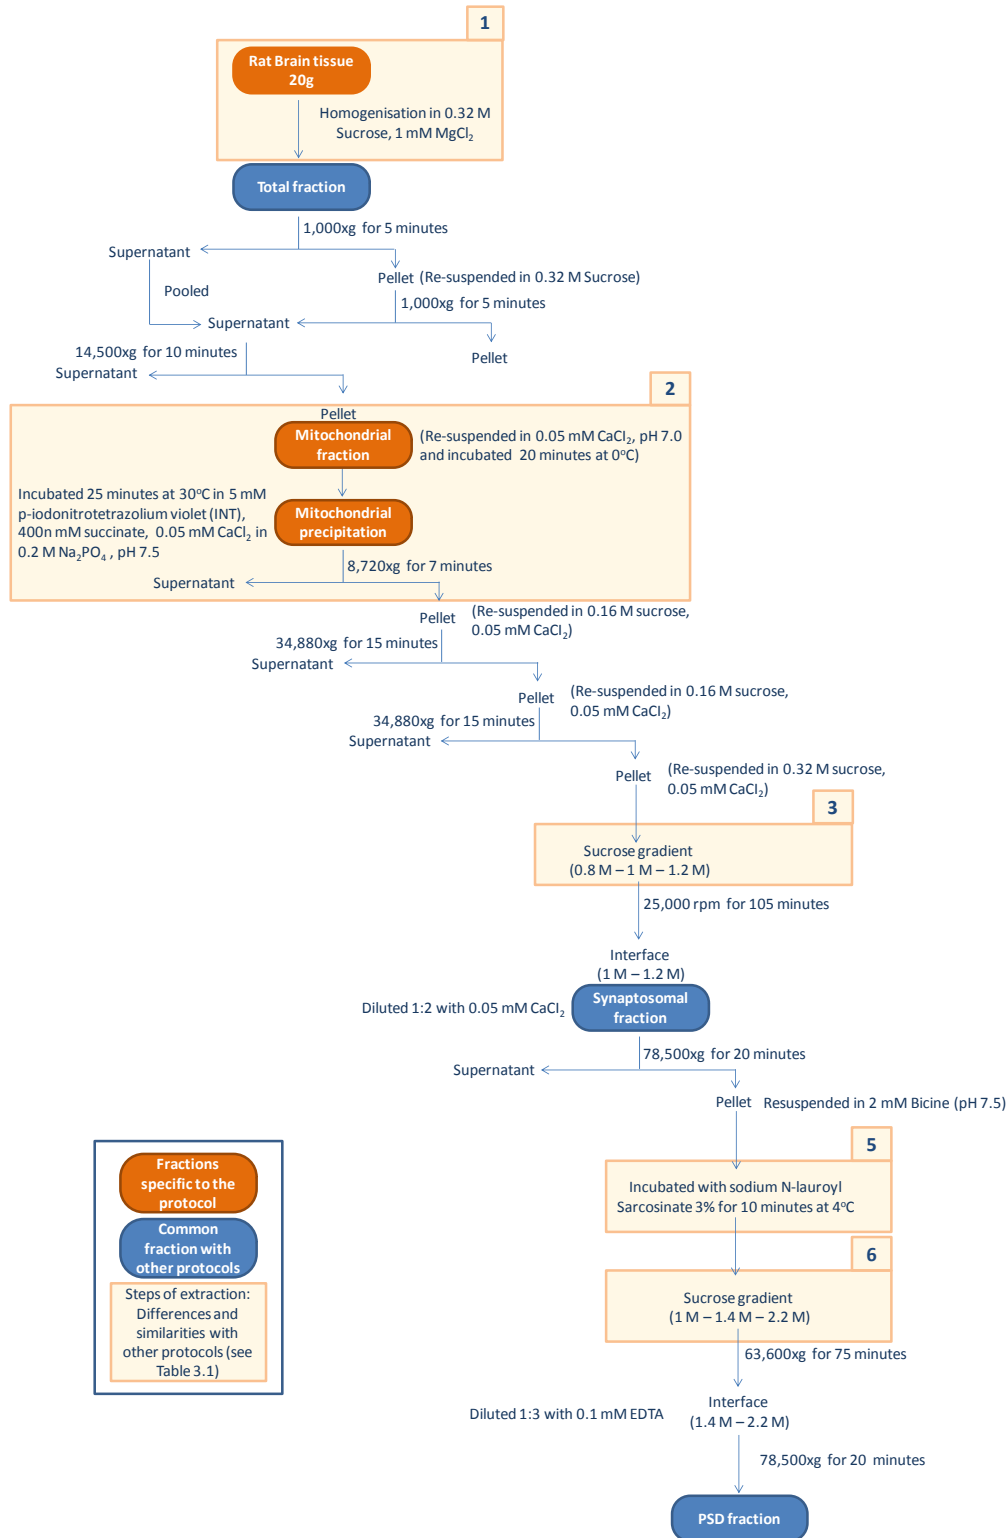 1
Rat Brain tissue
20g
Homogenisation in 0.32 M
Sucrose, 1 mM MgCl₂
Total fraction
1,000xg for 5 minutes
Supernatant
Pellet (Re-suspended in 0.32 M Sucrose)
Pooled
1,000xg for 5 minutes
Supernatant
Pellet
14,500xg for 10 minutes
Supernatant
2
Pellet
Mitochondrial
fraction
(Re-suspended in 0.05 mM CaCl₂, pH 7.0
and incubated 20 minutes at 0°C)
Incubated 25 minutes at 30°C in 5 mM
p-iodonitrotetrazolium violet (INT),
400n mM succinate, 0.05 mM CaCl₂ in
0.2 M Na₂PO₄ , pH 7.5
Mitochondrial
precipitation
8,720xg for 7 minutes
Supernatant
Pellet
(Re-suspended in 0.16 M sucrose,
0.05 mM CaCl₂)
34,880xg for 15 minutes
Supernatant
Pellet
(Re-suspended in 0.16 M sucrose,
0.05 mM CaCl₂)
34,880xg for 15 minutes
Supernatant
Pellet
(Re-suspended in 0.32 M sucrose,
0.05 mM CaCl₂)
3
Sucrose gradient
(0.8 M – 1 M – 1.2 M)
25,000 rpm for 105 minutes
Interface
(1 M – 1.2 M)
Diluted 1:2 with 0.05 mM CaCl₂
Synaptosomal
fraction
78,500xg for 20 minutes
Supernatant
Pellet
Resuspended in 2 mM Bicine (pH 7.5)
5
Incubated with sodium N-lauroyl
Sarcosinate 3% for 10 minutes at 4°C
6
Sucrose gradient
(1 M – 1.4 M – 2.2 M)
63,600xg for 75 minutes
Interface
(1.4 M – 2.2 M)
Diluted 1:3 with 0.1 mM EDTA
78,500xg for 20 minutes
PSD fraction
Fractions
specific to the
protocol
Common
fraction with
other protocols
Steps of extraction:
Differences and
similarities with
other protocols (see
Table 3.1)